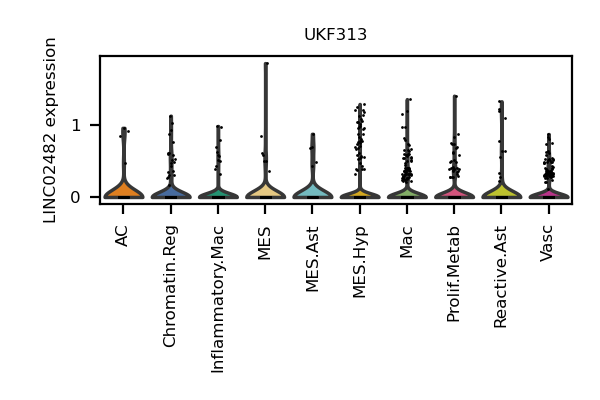 UKF313
LINC02482 expression
1
0
AC
Chromatin.Reg
Inflammatory.Mac
MES
MES.Ast
MES.Hyp
Mac
Prolif.Metab
Reactive.Ast
Vasc